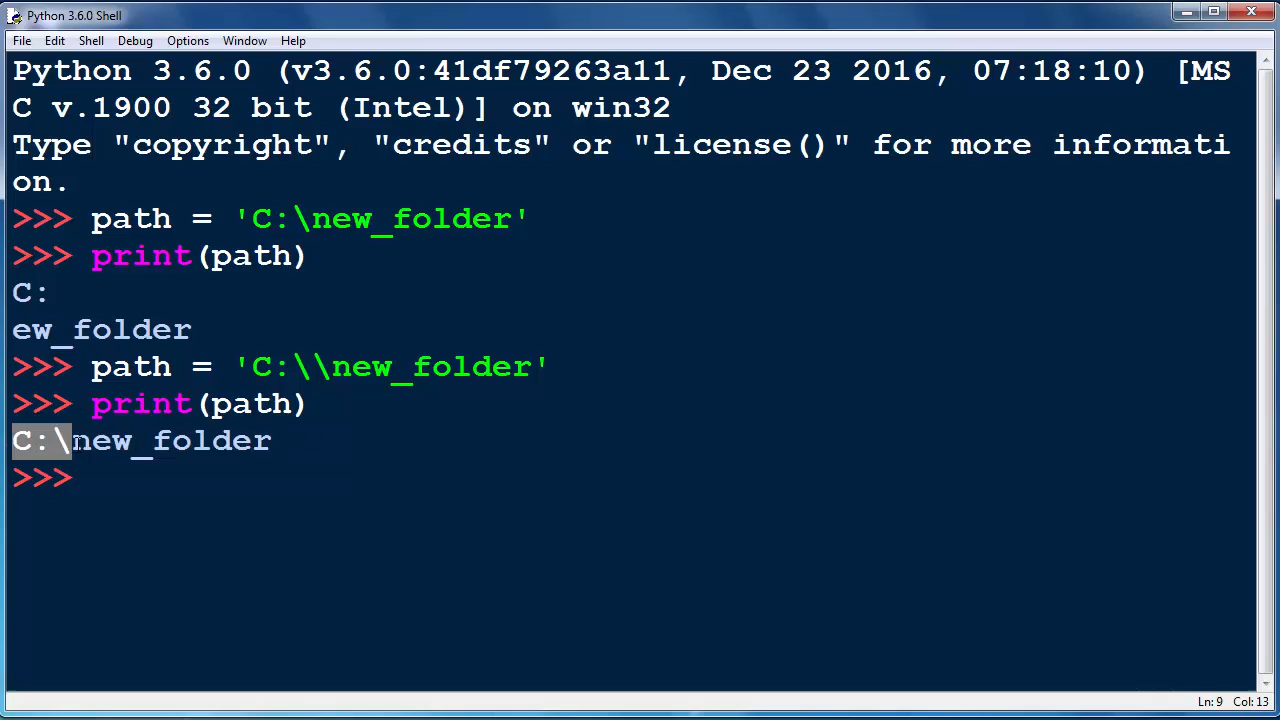 Python 3.6.0 Shell
File Edit Shell Debug Options Window Help
Python 3.6.0 (v3.6.0:41df79263a11, Dec 23 2016, 07:18:10) [MS
C v.1900 32 bit (Intel)] on win32
Type "copyright", "credits" or "license()" for more informati
on.
>>> path = 'C:\new_folder'
>>> print(path)
C:
ew_folder
>>> path = 'C:\\new_folder'
>>> print(path)
C:\new_folder
>>>
Ln: 9 Col: 13